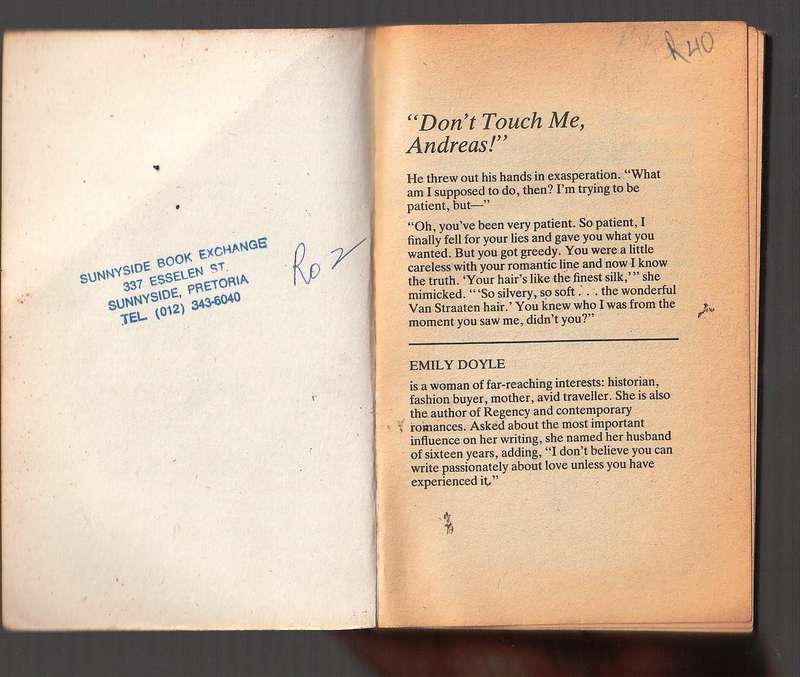 SUNNYSIDE BOOK EXCHANGE
337 ESSELEN ST.
SUNNYSIDE, PRETORIA
TEL (012) 343-6040
R40
“Don’t Touch Me,
Andreas!”
He threw out his hands in exasperation. “What
am I supposed to do, then? I’m trying to be
patient, but—”
“Oh, you’ve been very patient. So patient, I
finally fell for your lies and gave you what you
wanted. But you got greedy. You were a little
careless with your romantic line and now I know
the truth. ‘Your hair’s like the finest silk,’” she
mimicked. “‘So silvery, so soft . . . the wonderful
Van Straaten hair.’ You knew who I was from the
moment you saw me, didn’t you?”
EMILY DOYLE
is a woman of far-reaching interests: historian,
fashion buyer, mother, avid traveller. She is also
the author of Regency and contemporary
romances. Asked about the most important
influence on her writing, she named her husband
of sixteen years, adding, “I don’t believe you can
write passionately about love unless you have
experienced it.”